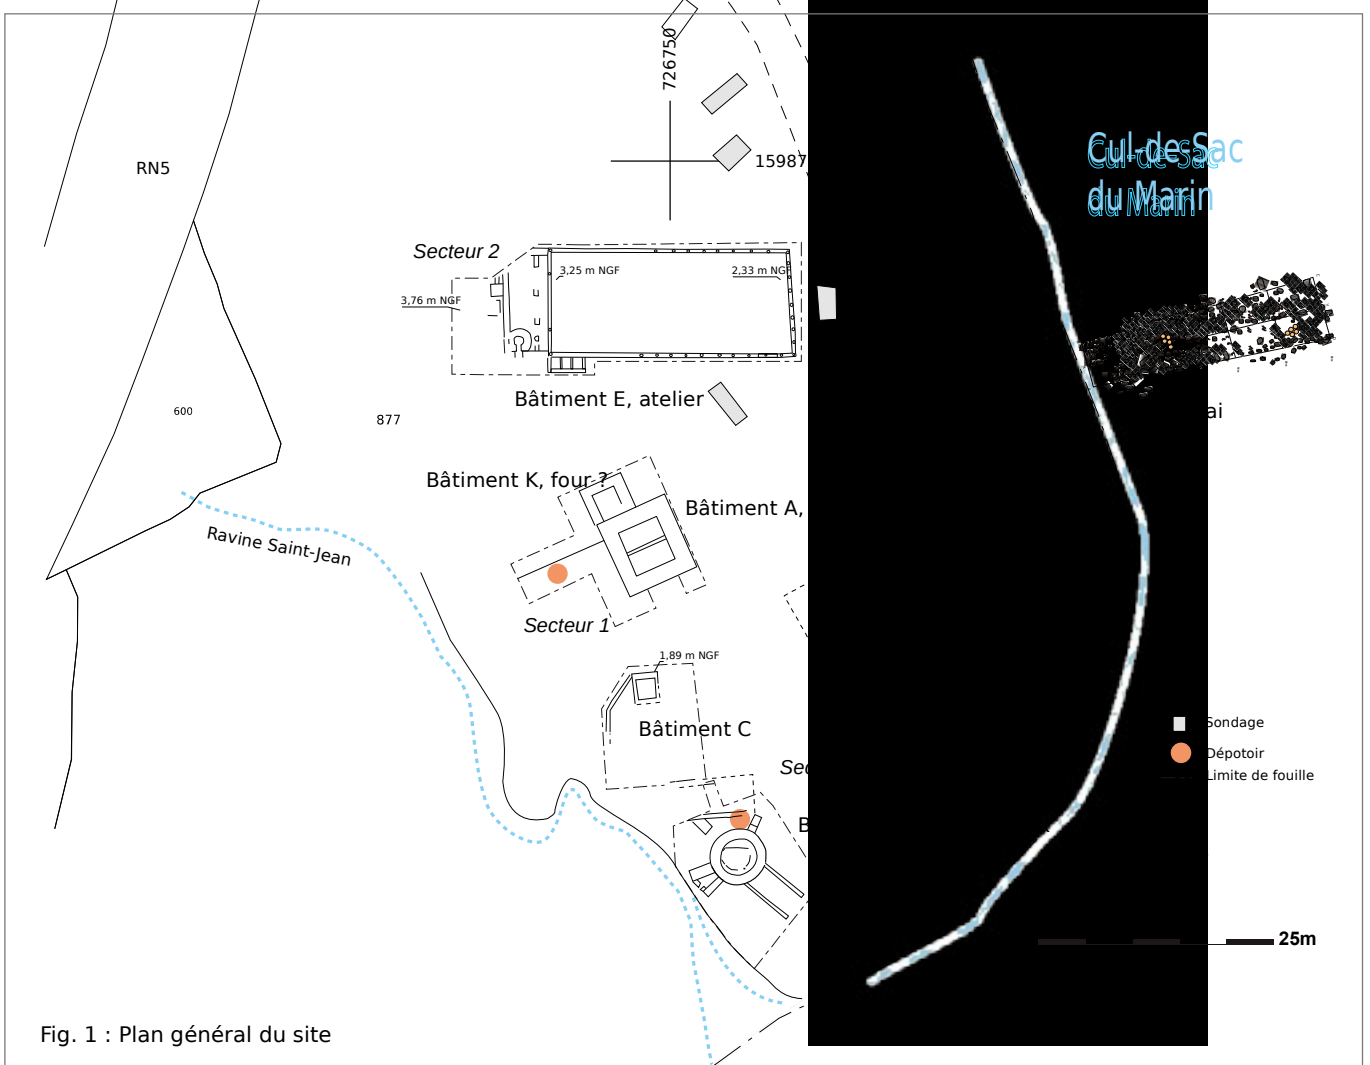 726750
15987
RN5
Cul-de-Sac
du Marin
Secteur 2
3,25 m NGF
2,33 m NGF
3,76 m NGF
Bâtiment E, atelier
600
877
ai
Bâtiment K, four ?
Bâtiment A,
Ravine Saint-Jean
Secteur 1
1,89 m NGF
Bâtiment C
Sec
B
Sondage
Dépotoir
Limite de fouille
25m
Fig. 1 : Plan général du site